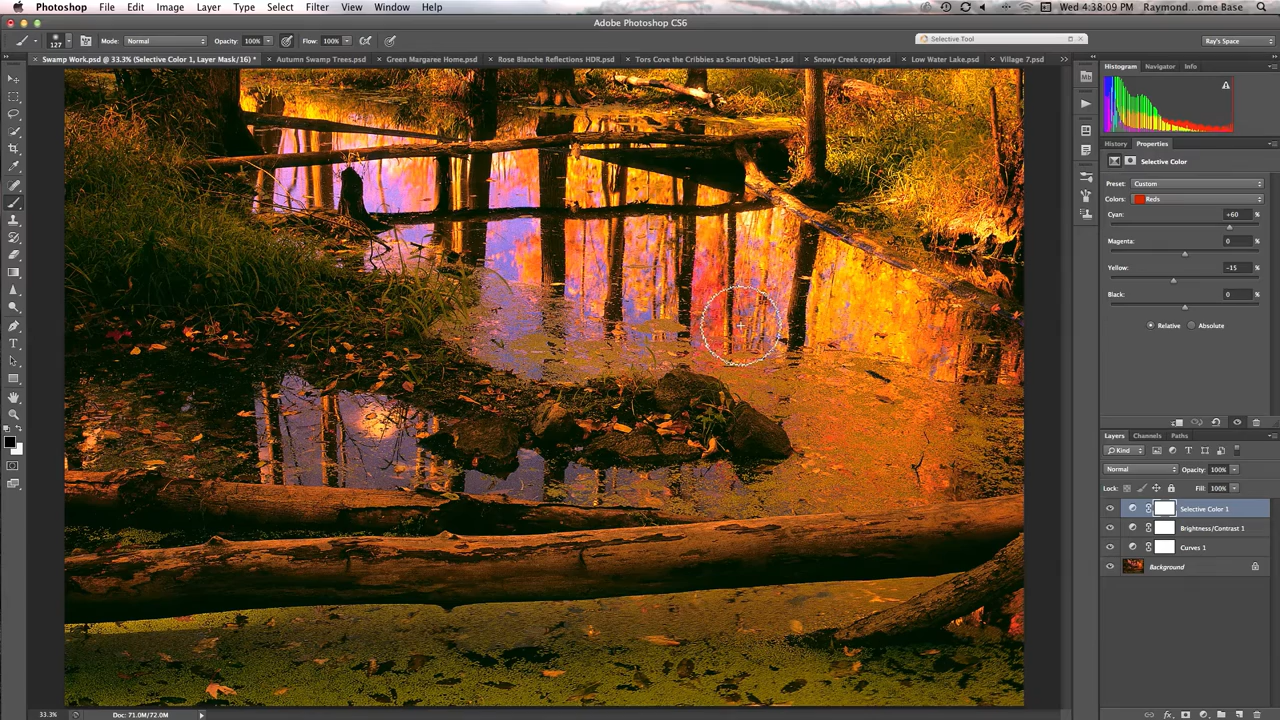 Photoshop File Edit Image Layer Type Select Filter View Window Help Wed 4:38:09 PM Raymond...ome Base
Adobe Photoshop CS6
127 Mode: Normal Opacity: 100% Flow: 100% Selective Tool Ray's Space
Swamp Work.psd @ 33.3% (Selective Color 1, Layer Mask/16) * Autumn Swamp Trees.psd Green Margaree Home.psd Rose Blanche Reflections HDR.psd Tors Cove the Cribbies as Smart Object-1.psd Snowy Creek copy.psd Low Water Lake.psd Village 7.psd
Histogram Navigator Info
History Properties
Selective Color
Preset: Custom
Colors: Reds
Cyan: +60 %
Magenta: 0 %
Yellow: -15 %
Black: 0 %
Relative Absolute
Layers Channels Paths
Kind
Normal Opacity: 100%
Lock: Fill: 100%
Selective Color 1
Brightness/Contrast 1
Curves 1
Background
33.3% Doc: 71.0M/72.0M
fx